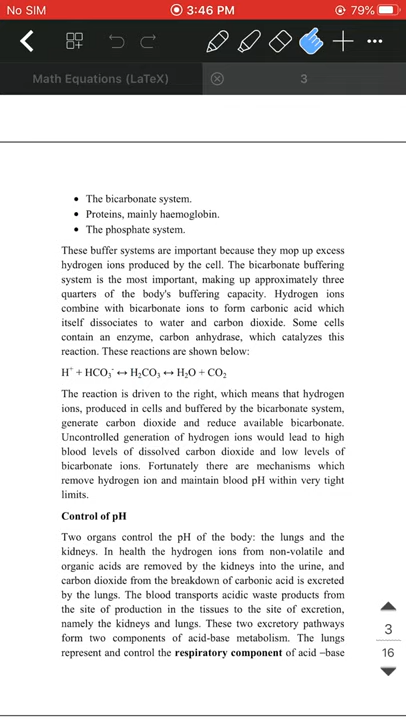 No SIM
3:46 PM
79%
Math Equations (LaTeX)
3
• The bicarbonate system.
• Proteins, mainly haemoglobin.
• The phosphate system.
These buffer systems are important because they mop up excess
hydrogen ions produced by the cell. The bicarbonate buffering
system is the most important, making up approximately three
quarters of the body's buffering capacity. Hydrogen ions
combine with bicarbonate ions to form carbonic acid which
itself dissociates to water and carbon dioxide. Some cells
contain an enzyme, carbon anhydrase, which catalyzes this
reaction. These reactions are shown below:
H⁺ + HCO₃⁻ ↔ H₂CO₃ ↔ H₂O + CO₂
The reaction is driven to the right, which means that hydrogen
ions, produced in cells and buffered by the bicarbonate system,
generate carbon dioxide and reduce available bicarbonate.
Uncontrolled generation of hydrogen ions would lead to high
blood levels of dissolved carbon dioxide and low levels of
bicarbonate ions. Fortunately there are mechanisms which
remove hydrogen ion and maintain blood pH within very tight
limits.
Control of pH
Two organs control the pH of the body: the lungs and the
kidneys. In health the hydrogen ions from non-volatile and
organic acids are removed by the kidneys into the urine, and
carbon dioxide from the breakdown of carbonic acid is excreted
by the lungs. The blood transports acidic waste products from
the site of production in the tissues to the site of excretion,
namely the kidneys and lungs. These two excretory pathways
form two components of acid-base metabolism. The lungs
represent and control the respiratory component of acid –base
3
16